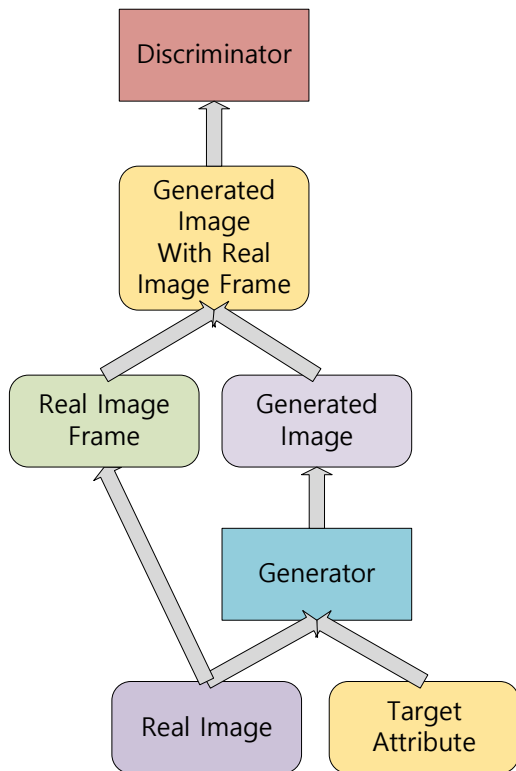 Discriminator
Generated
Image
With Real
Image Frame
Real Image
Frame
Generated
Image
Generator
Real Image
Target
Attribute